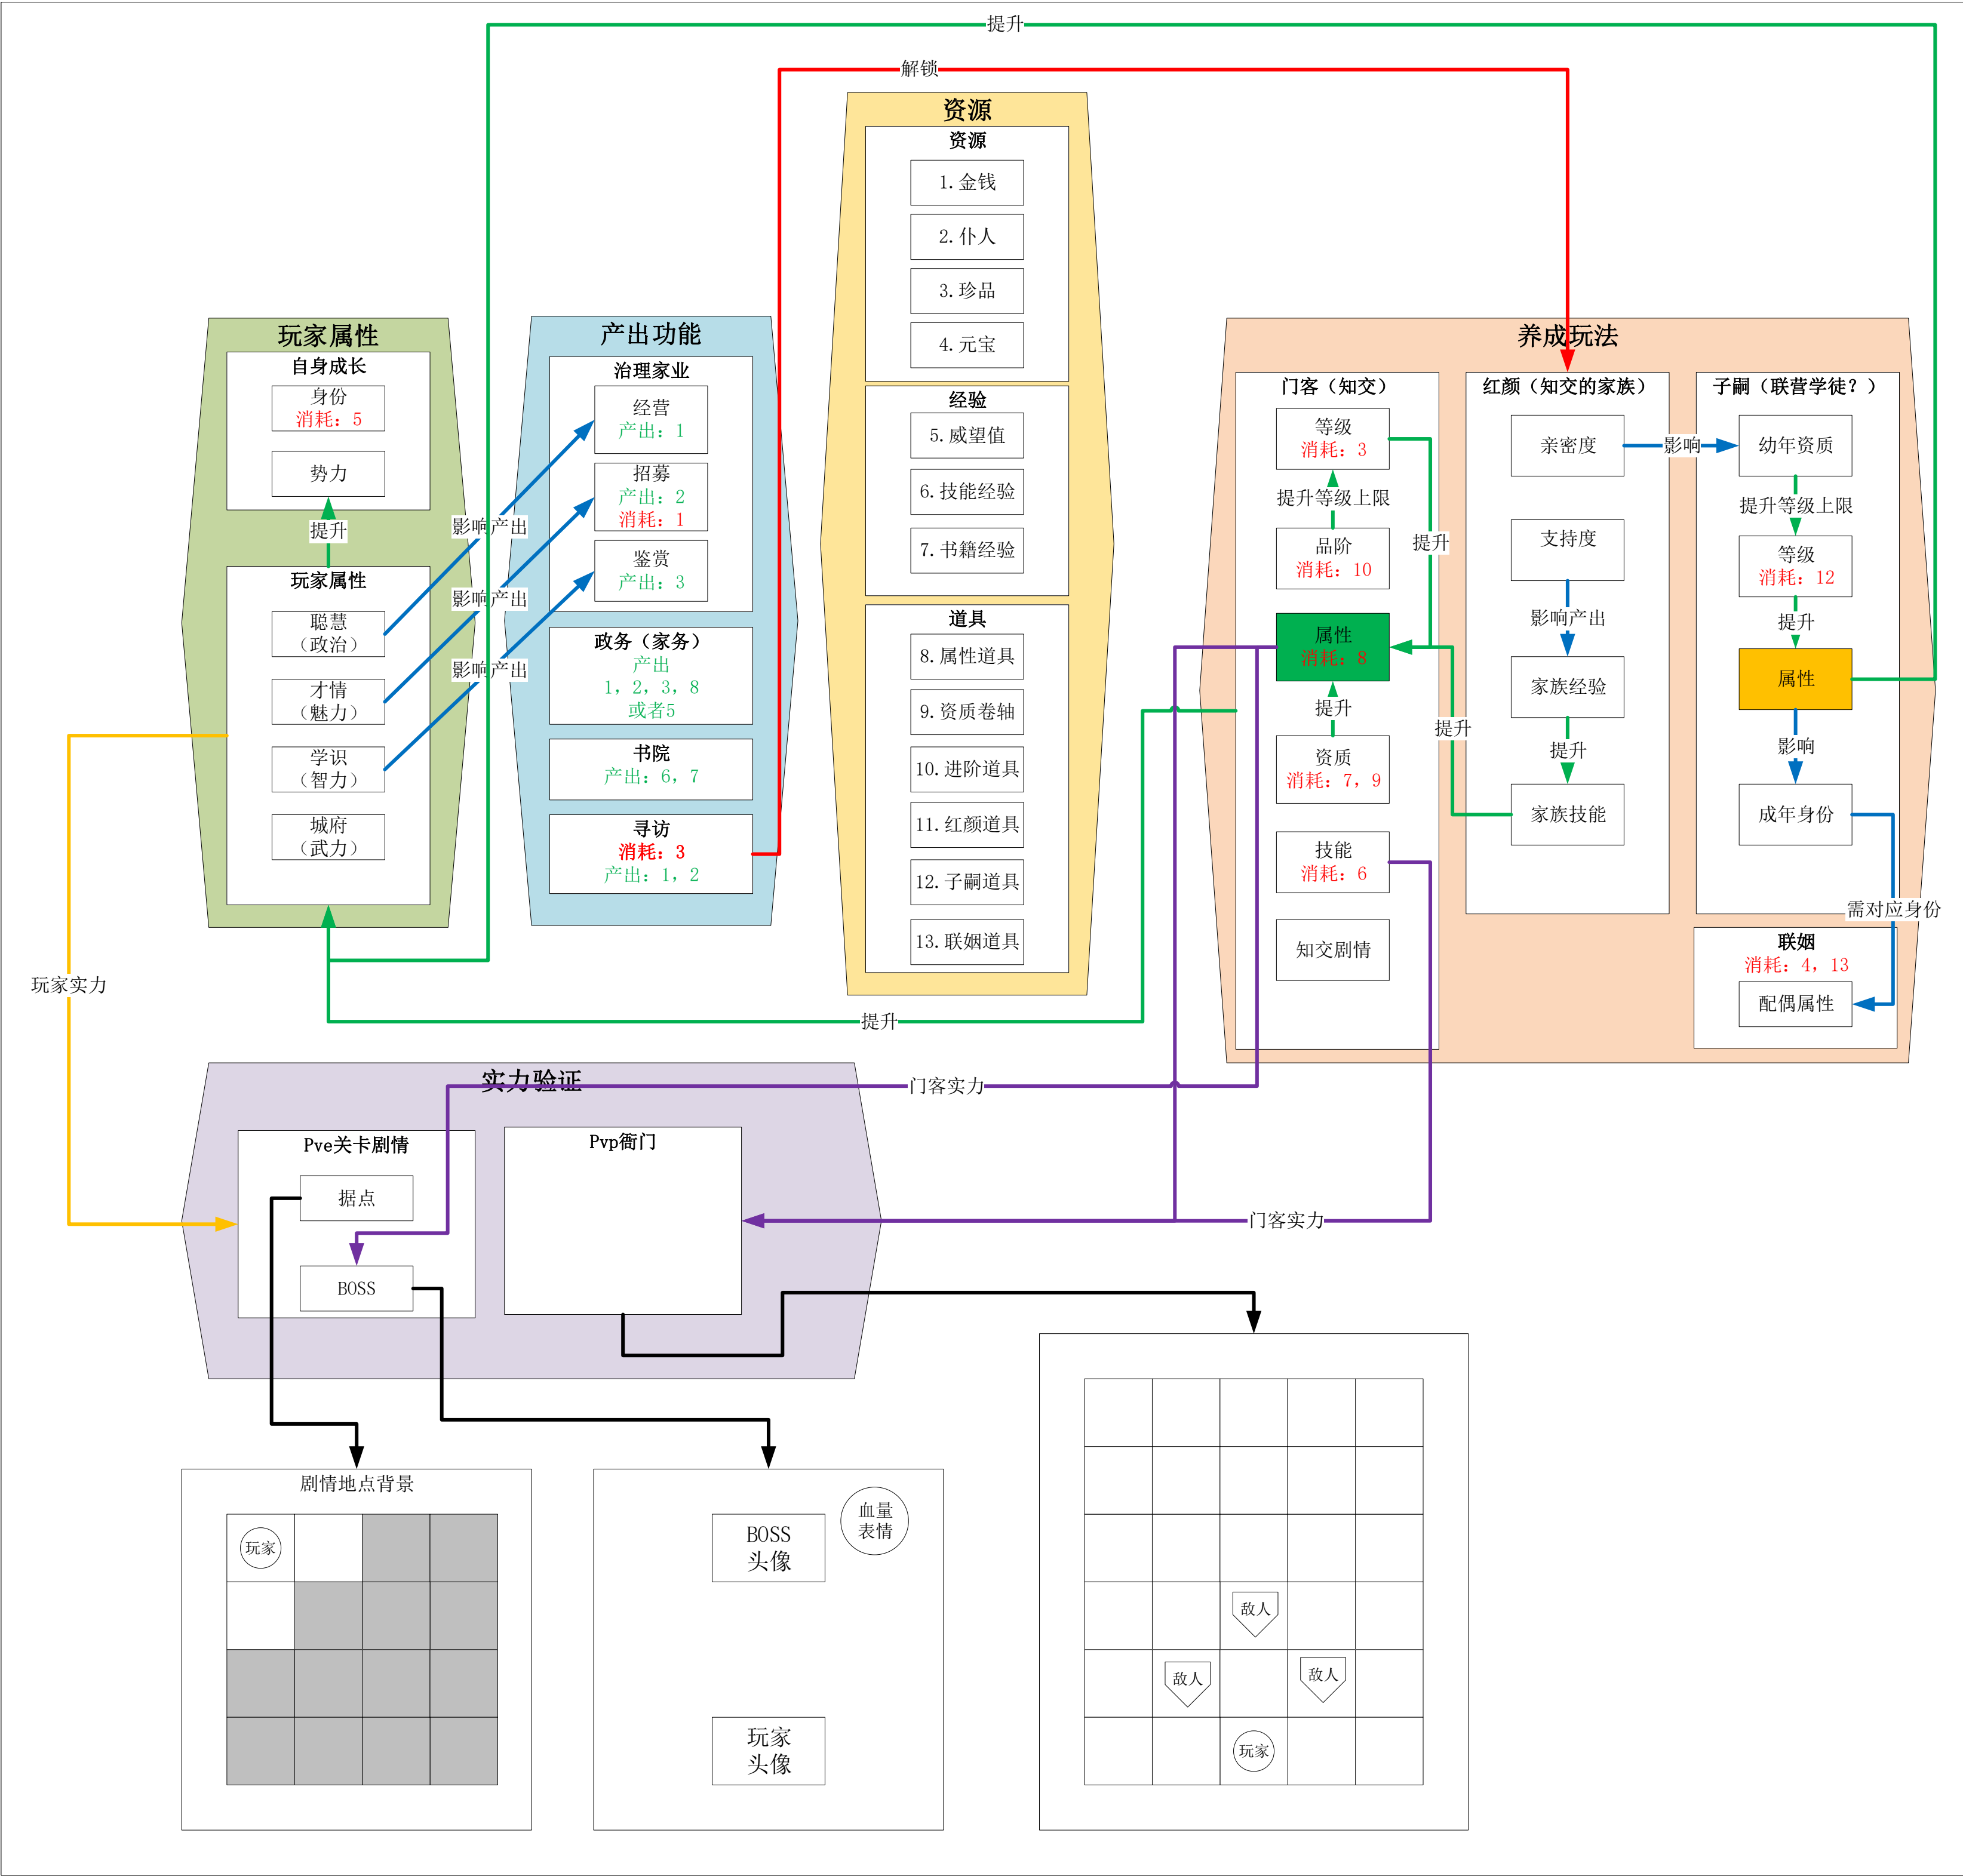 提升
解锁
玩家属性
自身成长
身份
消耗：5
势力
提升
玩家属性
聪慧
（政治）
才情
（魅力）
学识
（智力）
城府
（武力）
影响产出
影响产出
影响产出
产出功能
治理家业
经营
产出：1
招募
产出：2
消耗：1
鉴赏
产出：3
政务（家务）
产出
1，2，3，8
或者5
书院
产出：6，7
寻访
消耗：3
产出：1，2
资源
资源
1.金钱
2.仆人
3.珍品
4.元宝
经验
5.威望值
6.技能经验
7.书籍经验
道具
8.属性道具
9.资质卷轴
10.进阶道具
11.红颜道具
12.子嗣道具
13.联姻道具
养成玩法
门客（知交）
等级
消耗：3
提升等级上限
品阶
消耗：10
提升
属性
消耗：8
提升
资质
消耗：7，9
技能
消耗：6
知交剧情
提升
红颜（知交的家族）
亲密度
影响
支持度
影响产出
家族经验
提升
家族技能
子嗣（联营学徒？）
幼年资质
提升等级上限
等级
消耗：12
提升
属性
影响
成年身份
需对应身份
联姻
消耗：4，13
配偶属性
玩家实力
提升
实力验证
门客实力
Pve关卡剧情
据点
BOSS
Pvp衙门
门客实力
剧情地点背景
玩家
BOSS
头像
血量
表情
玩家
头像
敌人
敌人
敌人
玩家